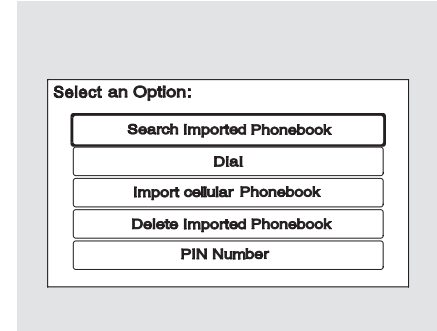 Select an Option:
Search Imported Phonebook
Dial
Import cellular Phonebook
Delete Imported Phonebook
PIN Number